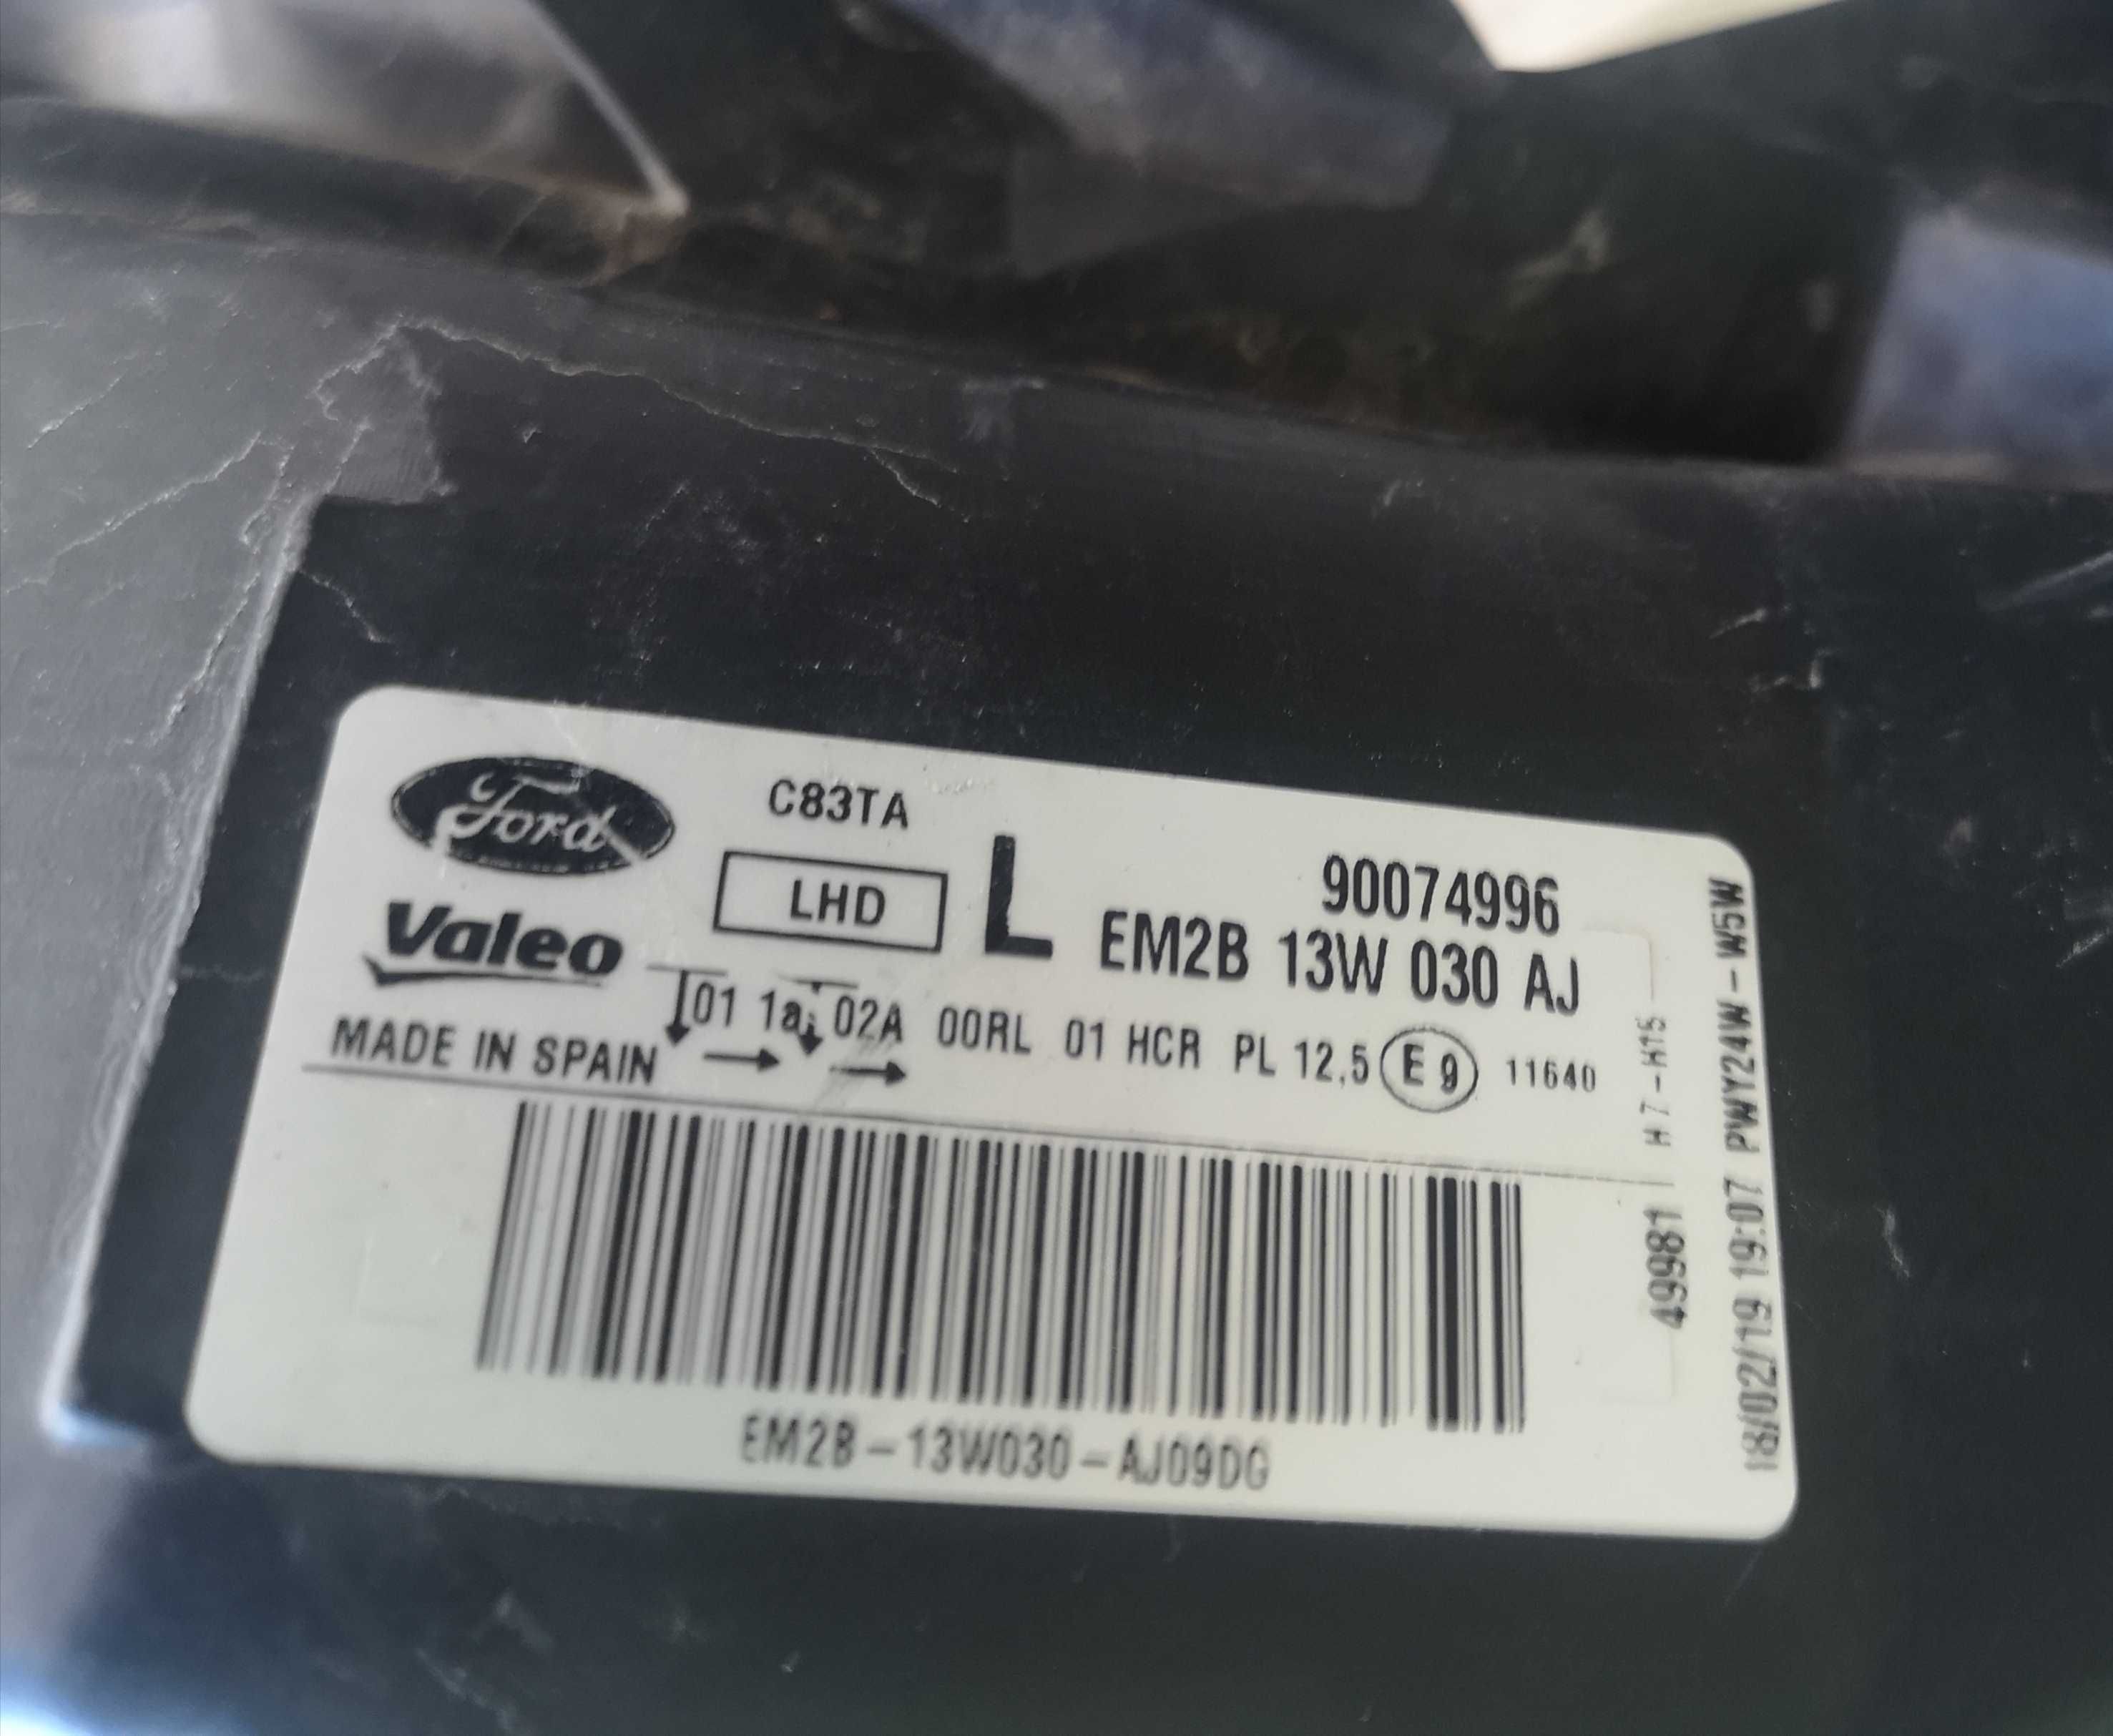 Ford
C83TA
LHD
L
90074996
Valeo
EM2B 13W 030 AJ
MADE IN SPAIN
01 1a 02A 00RL 01 HCR PL 12,5 E 9 11640
EM2B-13W030-AJ09DG
49981 H7-H15
18/02/19 19:07 PWY24W-W5W